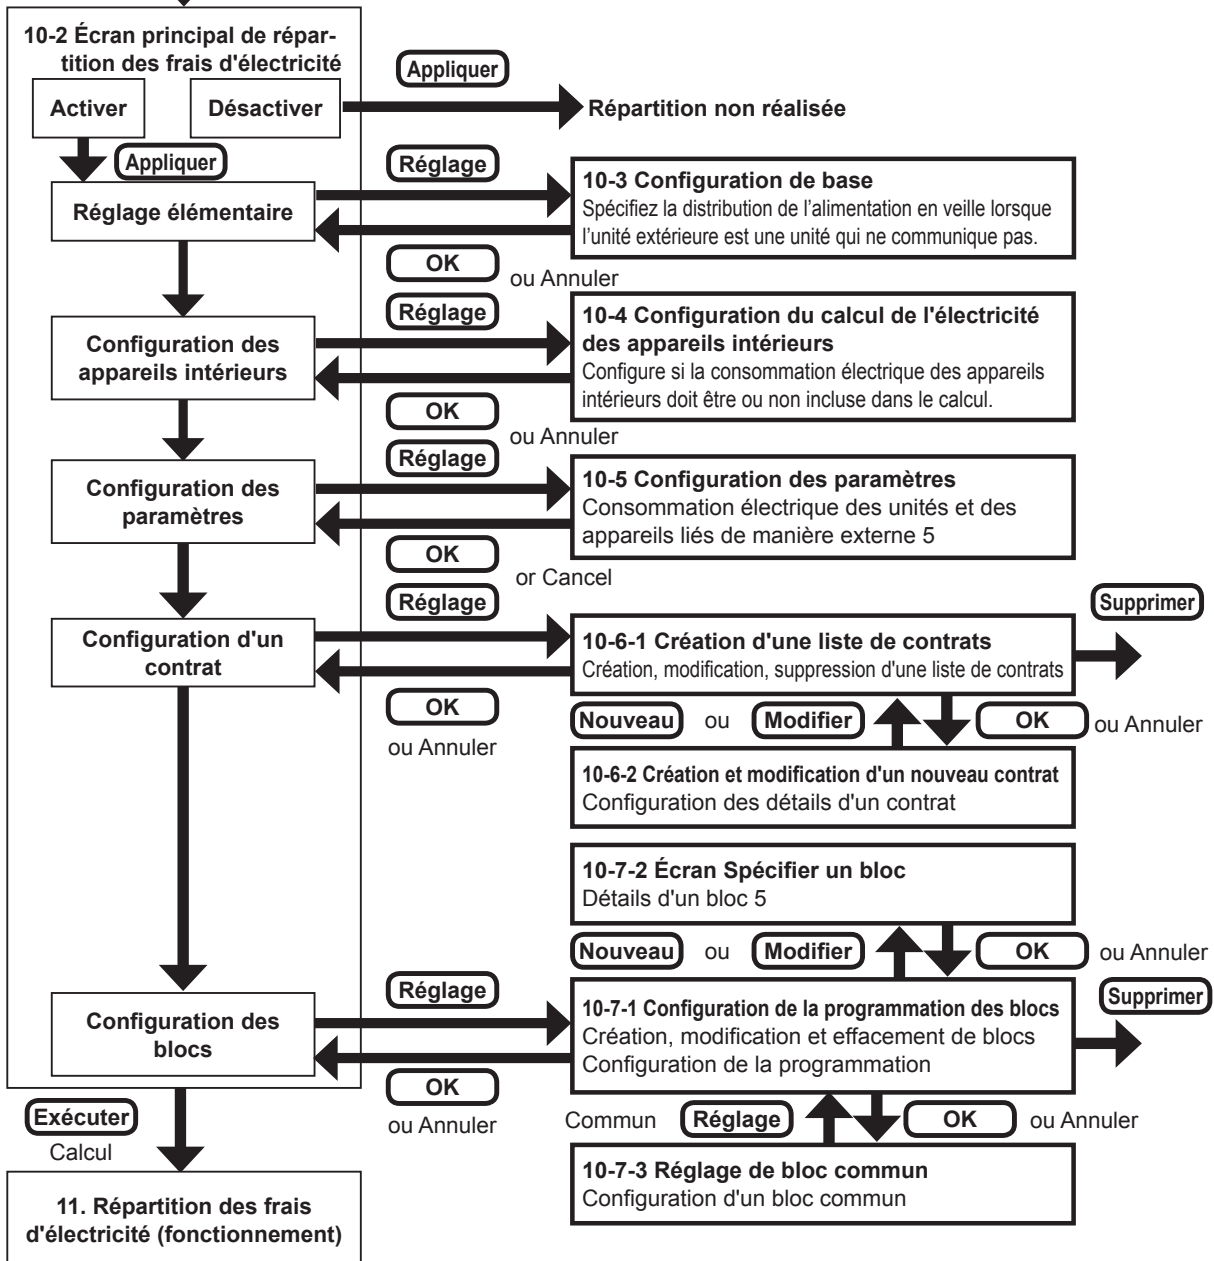 10-2 Écran principal de répar-
tition des frais d'électricité
Activer
Désactiver
Appliquer
Répartition non réalisée
Appliquer
Réglage élémentaire
Réglage
10-3 Configuration de base
Spécifiez la distribution de l'alimentation en veille lorsque
l'unité extérieure est une unité qui ne communique pas.
OK
ou Annuler
Configuration des
appareils intérieurs
Réglage
10-4 Configuration du calcul de l'électricité
des appareils intérieurs
Configure si la consommation électrique des appareils
intérieurs doit être ou non incluse dans le calcul.
OK
ou Annuler
Configuration des
paramètres
Réglage
10-5 Configuration des paramètres
Consommation électrique des unités et des
appareils liés de manière externe 5
OK
or Cancel
Configuration d'un
contrat
Réglage
10-6-1 Création d'une liste de contrats
Création, modification, suppression d'une liste de contrats
Supprimer
OK
ou Annuler
Nouveau ou Modifier
OK ou Annuler
10-6-2 Création et modification d'un nouveau contrat
Configuration des détails d'un contrat
10-7-2 Écran Spécifier un bloc
Détails d'un bloc 5
Nouveau ou Modifier
OK ou Annuler
Configuration des
blocs
Réglage
10-7-1 Configuration de la programmation des blocs
Création, modification et effacement de blocs
Configuration de la programmation
Supprimer
OK
ou Annuler
Commun Réglage
OK ou Annuler
10-7-3 Réglage de bloc commun
Configuration d'un bloc commun
Exécuter
Calcul
11. Répartition des frais
d'électricité (fonctionnement)